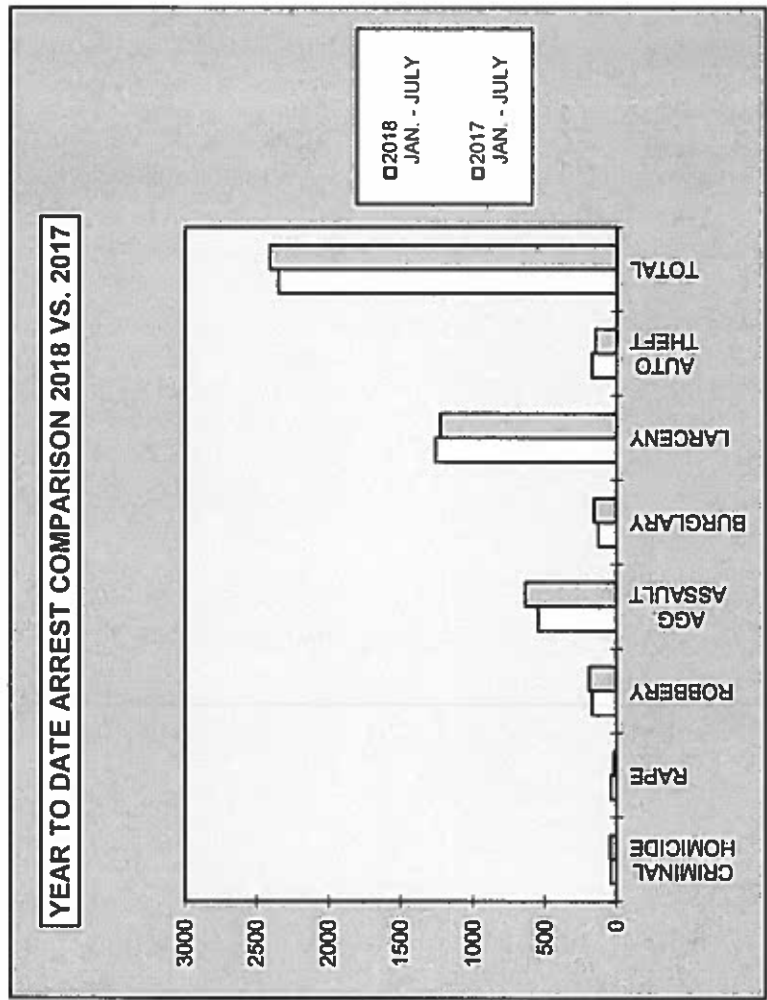 YEAR TO DATE ARREST COMPARISON 2018 VS. 2017
3000
2500
2000
1500
1000
500
0
CRIMINAL
HOMICIDE
RAPE
ROBBERY
AGG.
ASSAULT
BURGLARY
LARCENY
AUTO
THEFT
TOTAL
2018
JAN. - JULY
2017
JAN. - JULY